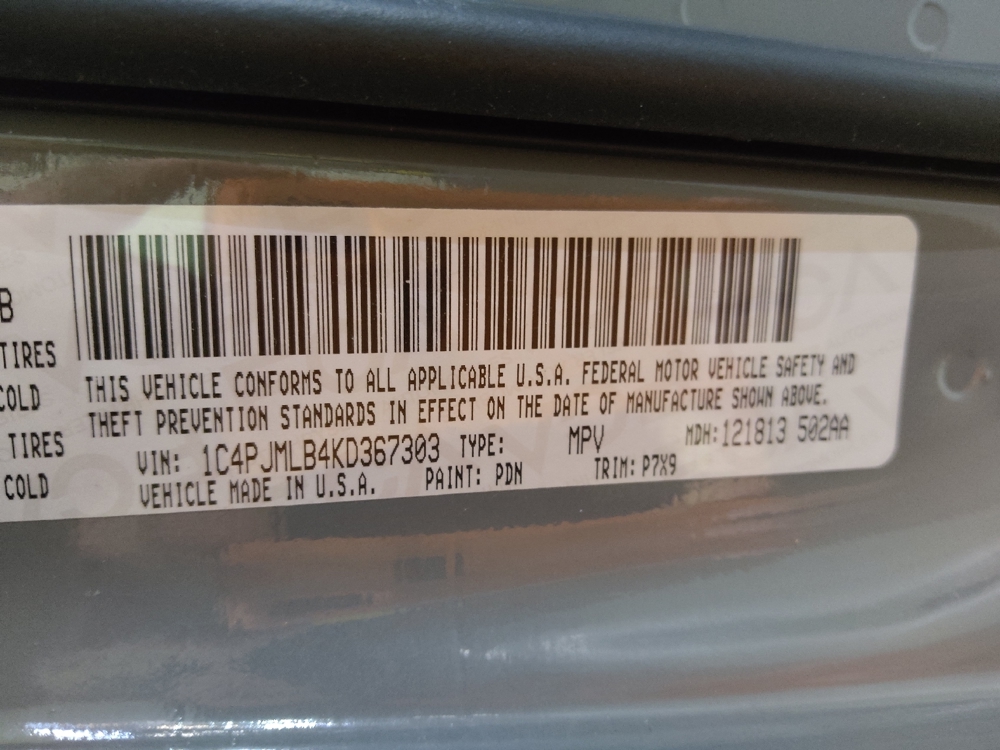 B
TIRES
COLD
TIRES
COLD
THIS VEHICLE CONFORMS TO ALL APPLICABLE U.S.A. FEDERAL MOTOR VEHICLE SAFETY AND
THEFT PREVENTION STANDARDS IN EFFECT ON THE DATE OF MANUFACTURE SHOWN ABOVE.
VIN: 1C4PJMLB4KD367303 TYPE: MPV MDH:121813 502AA
VEHICLE MADE IN U.S.A. PAINT: PDN TRIM: P7X9